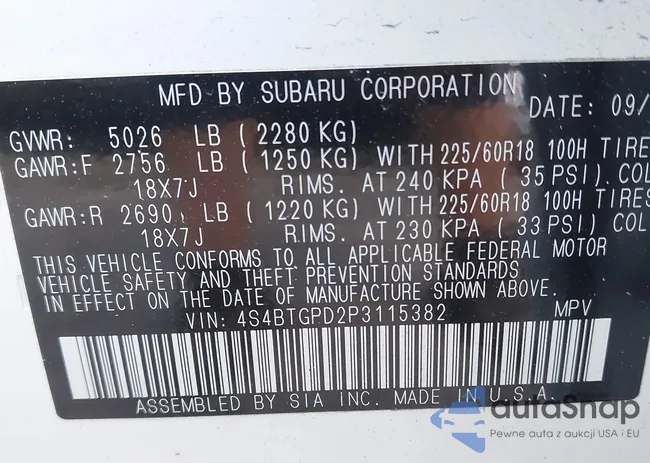 MFD BY SUBARU CORPORATION
DATE: 09/
GVWR: 5026 LB (2280 KG)
GAWR:F 2756 LB (1250 KG) WITH 225/60R18 100H TIRE
18X7J RIMS. AT 240 KPA ( 35 PSI) COL
GAWR:R 2690 LB (1220 KG) WITH 225/60R18 100H TIRES
18X7J RIMS. AT 230 KPA ( 33 PSI) COL
THIS VEHICLE CONFORMS TO ALL APPLICABLE FEDERAL MOTOR
VEHICLE SAFETY AND THEFT PREVENTION STANDARDS
IN EFFECT ON THE DATE OF MANUFACTURE SHOWN ABOVE.
VIN: 4S4BTGPD2P3115382 MPV
ASSEMBLED BY SIA INC. MADE IN U.S.A.
autaSnap
Pewne auta z aukcji USA i EU